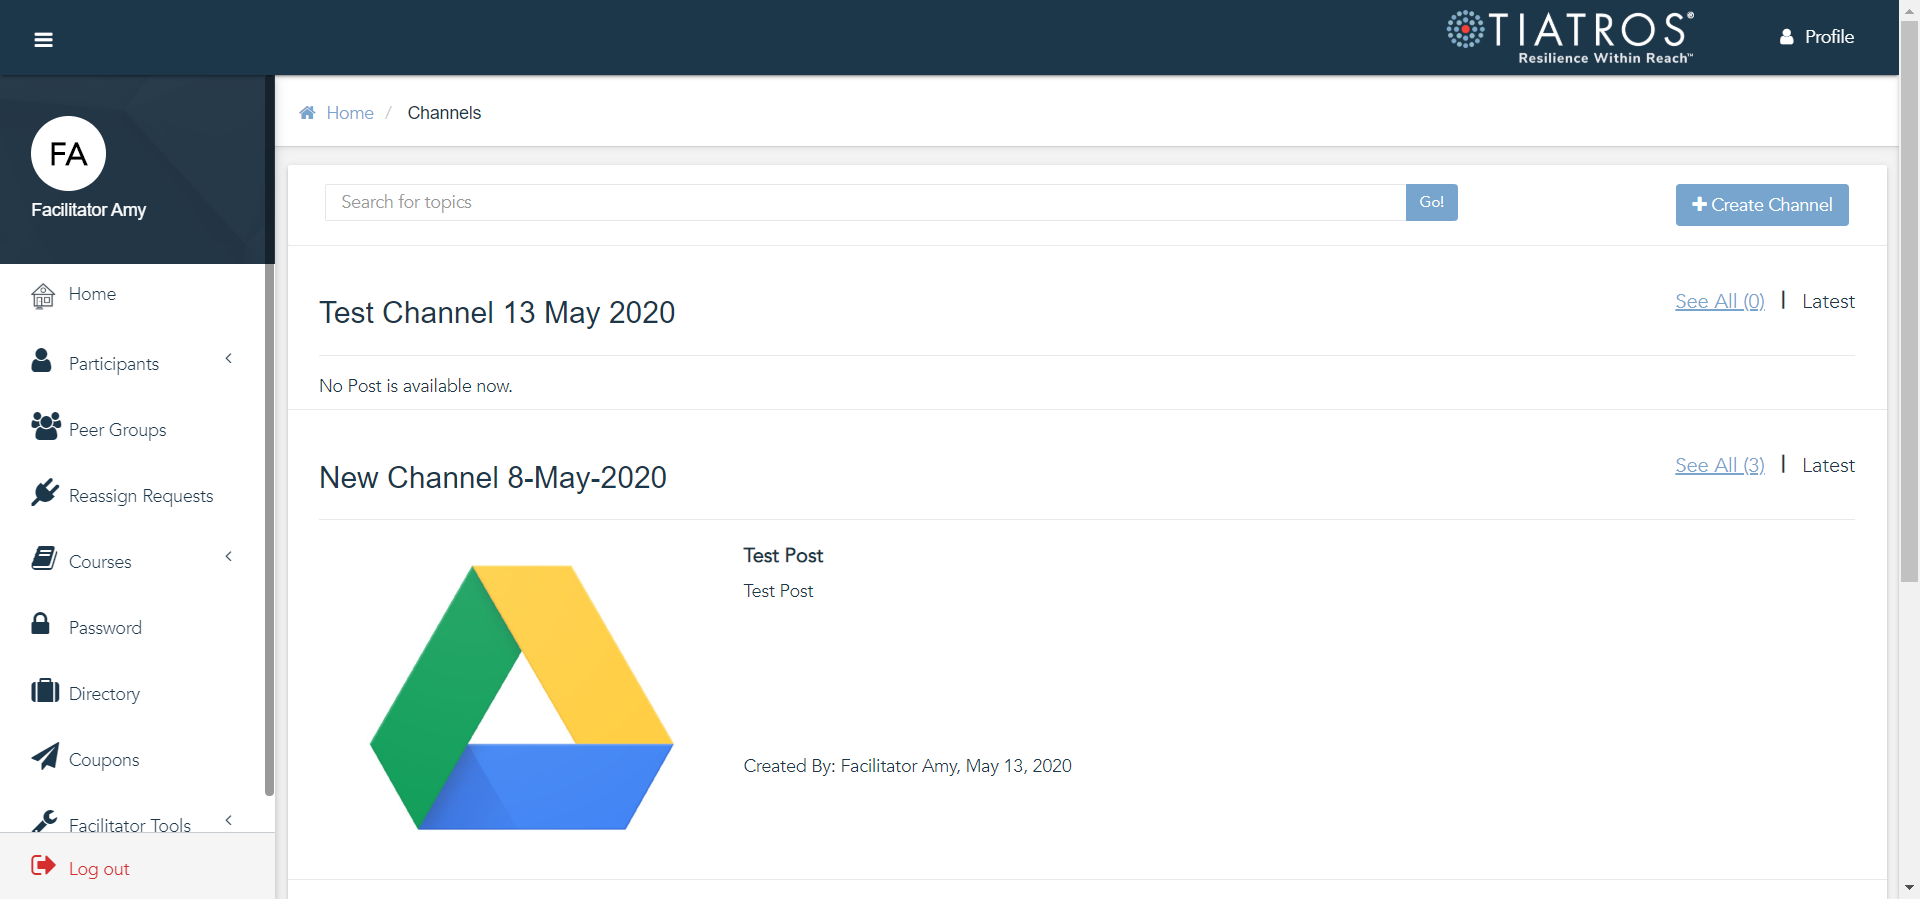 TIATROS®
Resilience Within Reach™
Profile
FA
Facilitator Amy
Home
Participants
Peer Groups
Reassign Requests
Courses
Password
Directory
Coupons
Facilitator Tools
Log out
Home / Channels
Search for topics
Go!
Create Channel
Test Channel 13 May 2020
See All (0) | Latest
No Post is available now.
New Channel 8-May-2020
See All (3) | Latest
Test Post
Test Post
Created By: Facilitator Amy, May 13, 2020